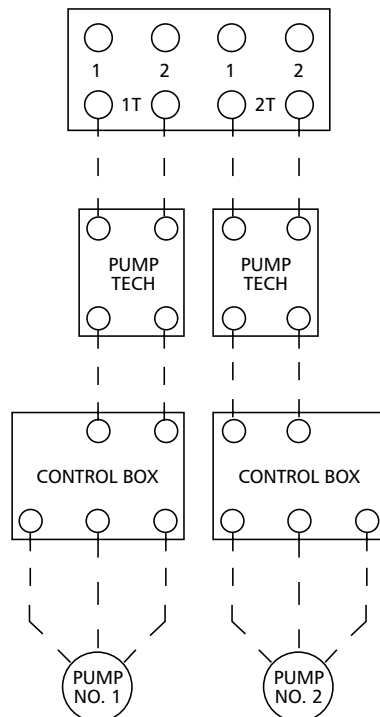 1 2 1 2
1T 2T
PUMP
TECH
PUMP
TECH
CONTROL BOX
CONTROL BOX
PUMP
NO. 1
PUMP
NO. 2